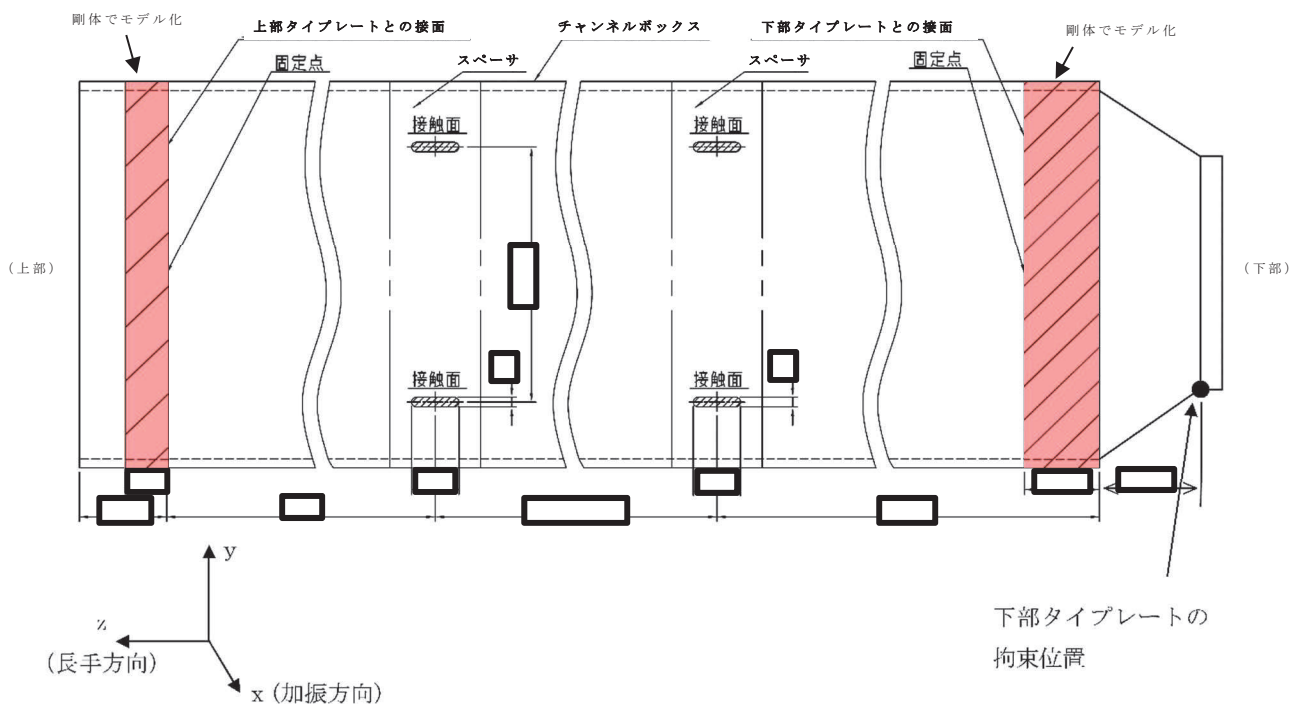 剛体でモデル化
上部タイプレートとの接面
チャンネルボックス
下部タイプレートとの接面
剛体でモデル化
固定点
スペーサ
スペーサ
固定点
接触面
接触面
(上部)
(下部)
接触面
接触面
y
z
(長手方向)
x (加振方向)
下部タイプレートの
拘束位置